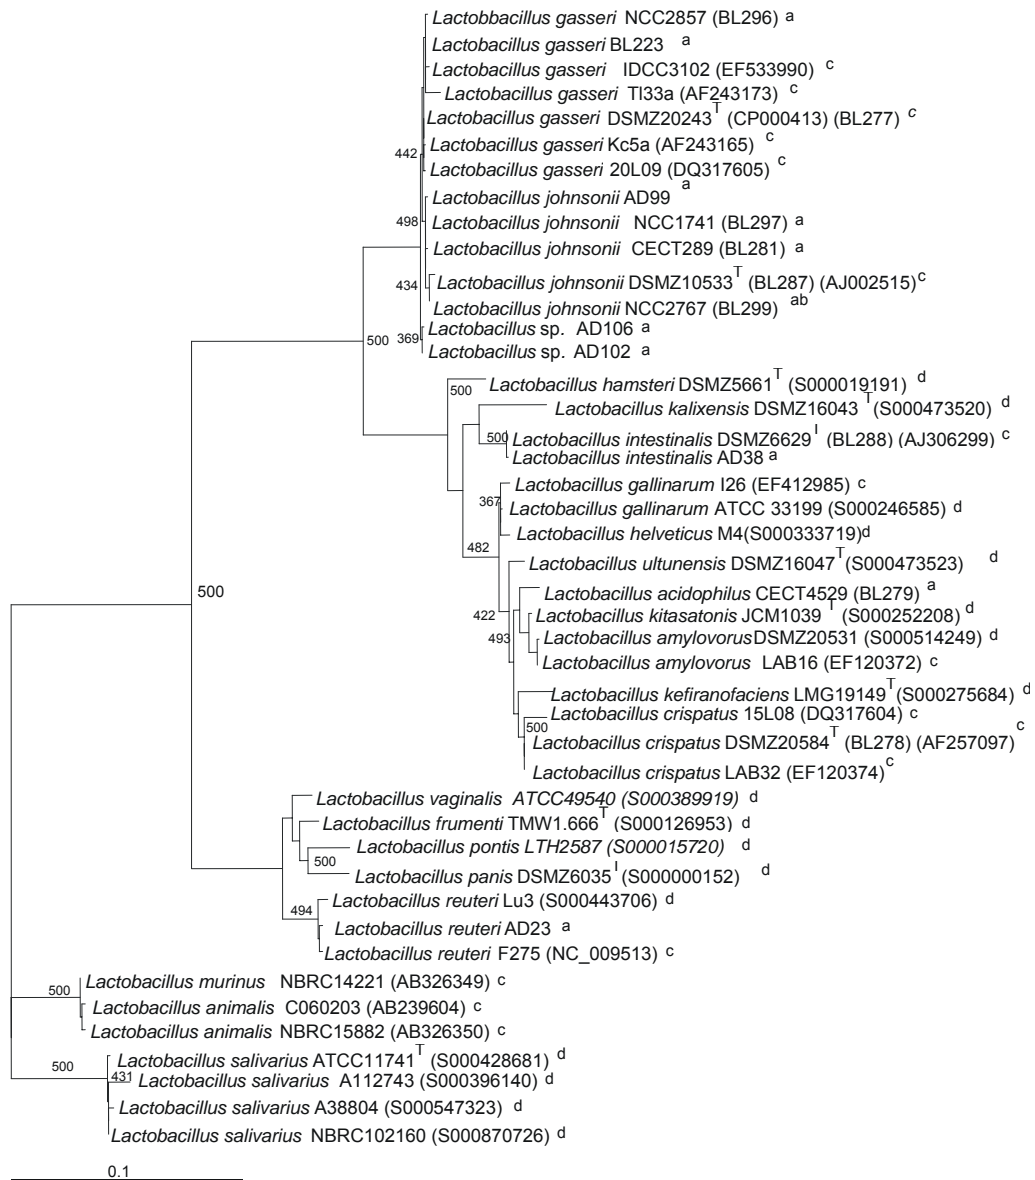 Lactobbacillus gasseri NCC2857 (BL296) a
Lactobacillus gasseri BL223 a
Lactobacillus gasseri IDCC3102 (EF533990) c
Lactobacillus gasseri Tl33a (AF243173) c
Lactobacillus gasseri DSMZ20243T (CP000413) (BL277) c
442
Lactobacillus gasseri Kc5a (AF243165) c
Lactobacillus gasseri 20L09 (DQ317605) c
Lactobacillus johnsonii AD99 a
498
Lactobacillus johnsonii NCC1741 (BL297) a
Lactobacillus johnsonii CECT289 (BL281) a
434
Lactobacillus johnsonii DSMZ10533T (BL287) (AJ002515)c
Lactobacillus johnsonii NCC2767 (BL299) ab
Lactobacillus sp. AD106 a
500
369
Lactobacillus sp. AD102 a
Lactobacillus hamsteri DSMZ5661T (S000019191) d
500
Lactobacillus kalixensis DSMZ16043 T(S000473520) d
500
Lactobacillus intestinalis DSMZ6629T (BL288) (AJ306299) c
Lactobacillus intestinalis AD38 a
Lactobacillus gallinarum I26 (EF412985) c
367
Lactobacillus gallinarum ATCC 33199 (S000246585) d
Lactobacillus helveticus M4(S000333719)d
482
Lactobacillus ultunensis DSMZ16047T(S000473523) d
500
Lactobacillus acidophilus CECT4529 (BL279) a
422
Lactobacillus kitasatonis JCM1039 T (S000252208) d
493
Lactobacillus amylovorusDSMZ20531 (S000514249) d
Lactobacillus amylovorus LAB16 (EF120372) c
Lactobacillus kefiranofaciens LMG19149T(S000275684) d
Lactobacillus crispatus 15L08 (DQ317604) c
500
Lactobacillus crispatus DSMZ20584T (BL278) (AF257097) c
Lactobacillus crispatus LAB32 (EF120374)c
Lactobacillus vaginalis ATCC49540 (S000389919) d
Lactobacillus frumenti TMW1.666T (S000126953) d
Lactobacillus pontis LTH2587 (S000015720) d
500
Lactobacillus panis DSMZ6035T(S000000152) d
Lactobacillus reuteri Lu3 (S000443706) d
494
Lactobacillus reuteri AD23 a
Lactobacillus reuteri F275 (NC_009513) c
Lactobacillus murinus NBRC14221 (AB326349) c
500
Lactobacillus animalis C060203 (AB239604) c
Lactobacillus animalis NBRC15882 (AB326350) c
Lactobacillus salivarius ATCC11741T (S000428681) d
500
431
Lactobacillus salivarius A112743 (S000396140) d
Lactobacillus salivarius A38804 (S000547323) d
Lactobacillus salivarius NBRC102160 (S000870726) d
0.1